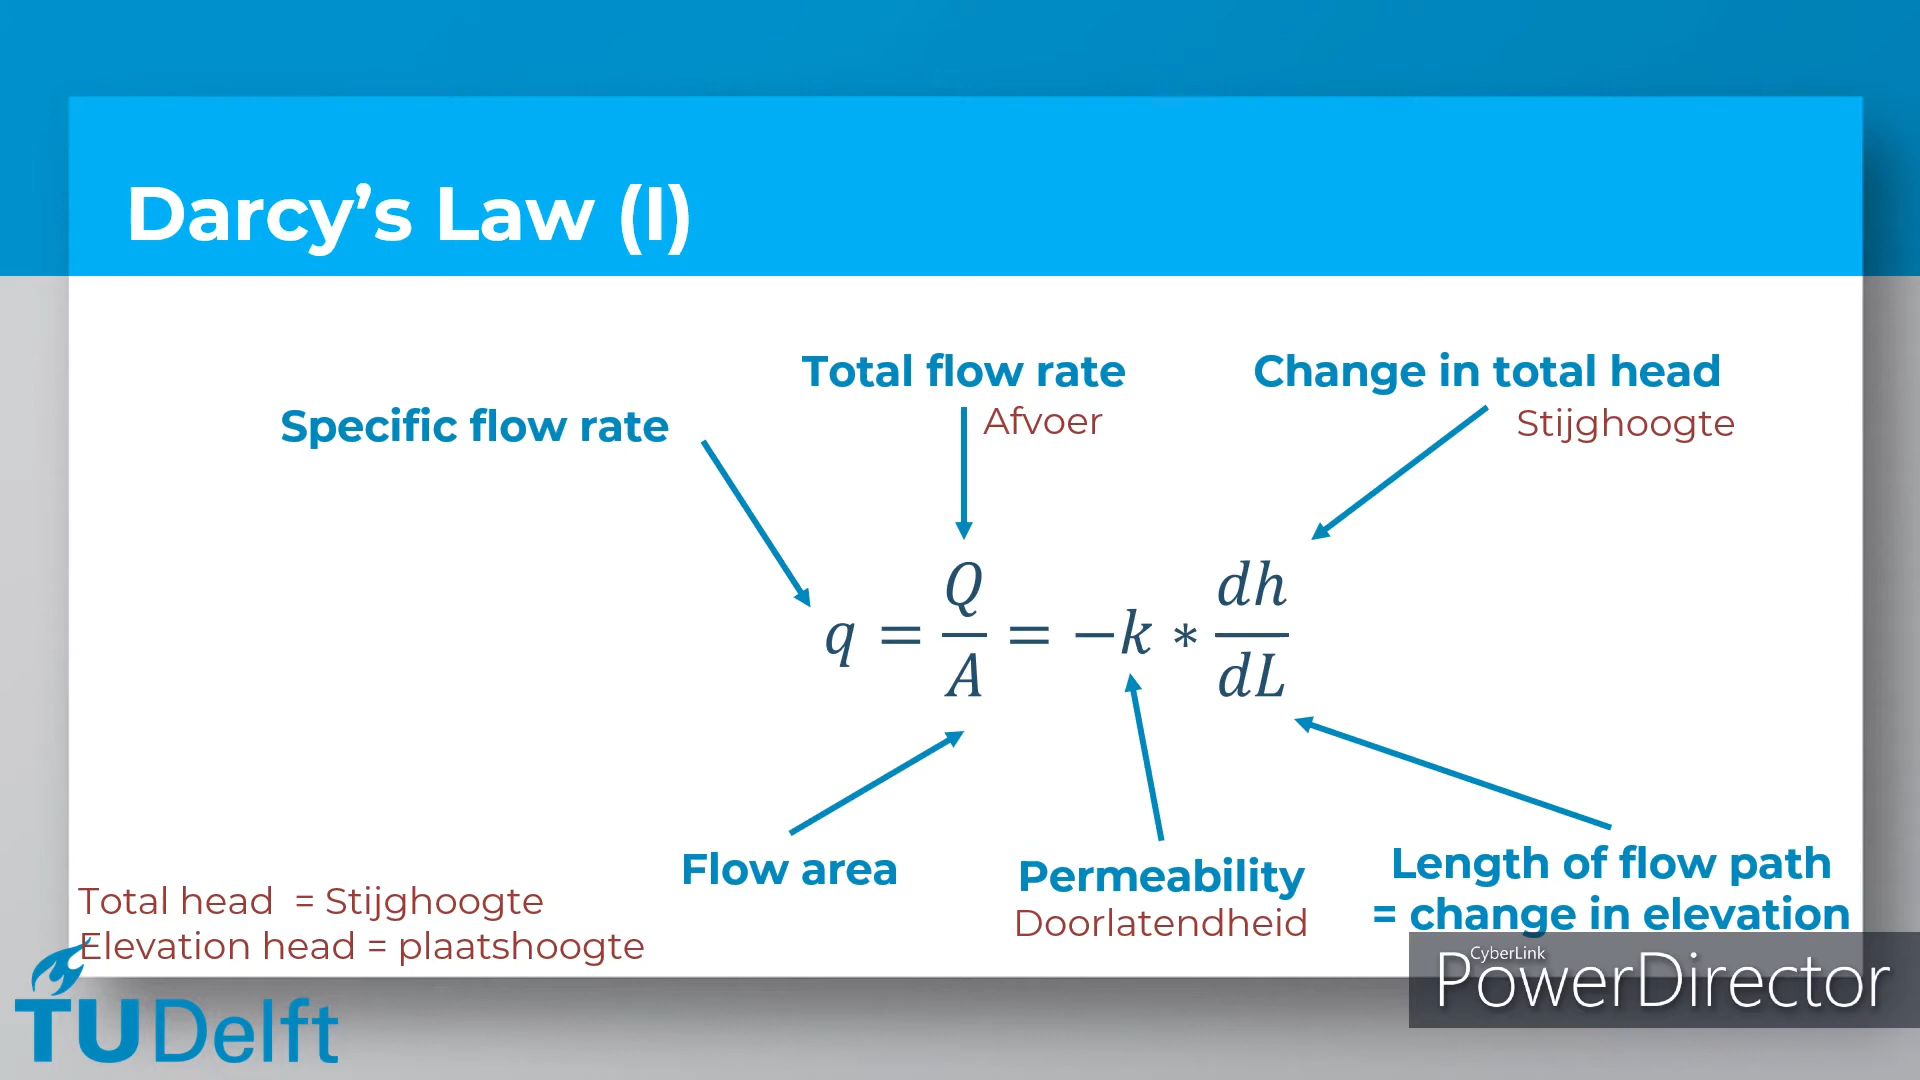 Darcy's Law (I)
Total flow rate
Change in total head
Specific flow rate
Afvoer
Stijghoogte
q = Q/A = −k * dh/dL
Flow area
Permeability
Doorlatendheid
Length of flow path
= change in elevation
Total head = Stijghoogte
Elevation head = plaatshoogte
TUDelft
CyberLink
PowerDirector